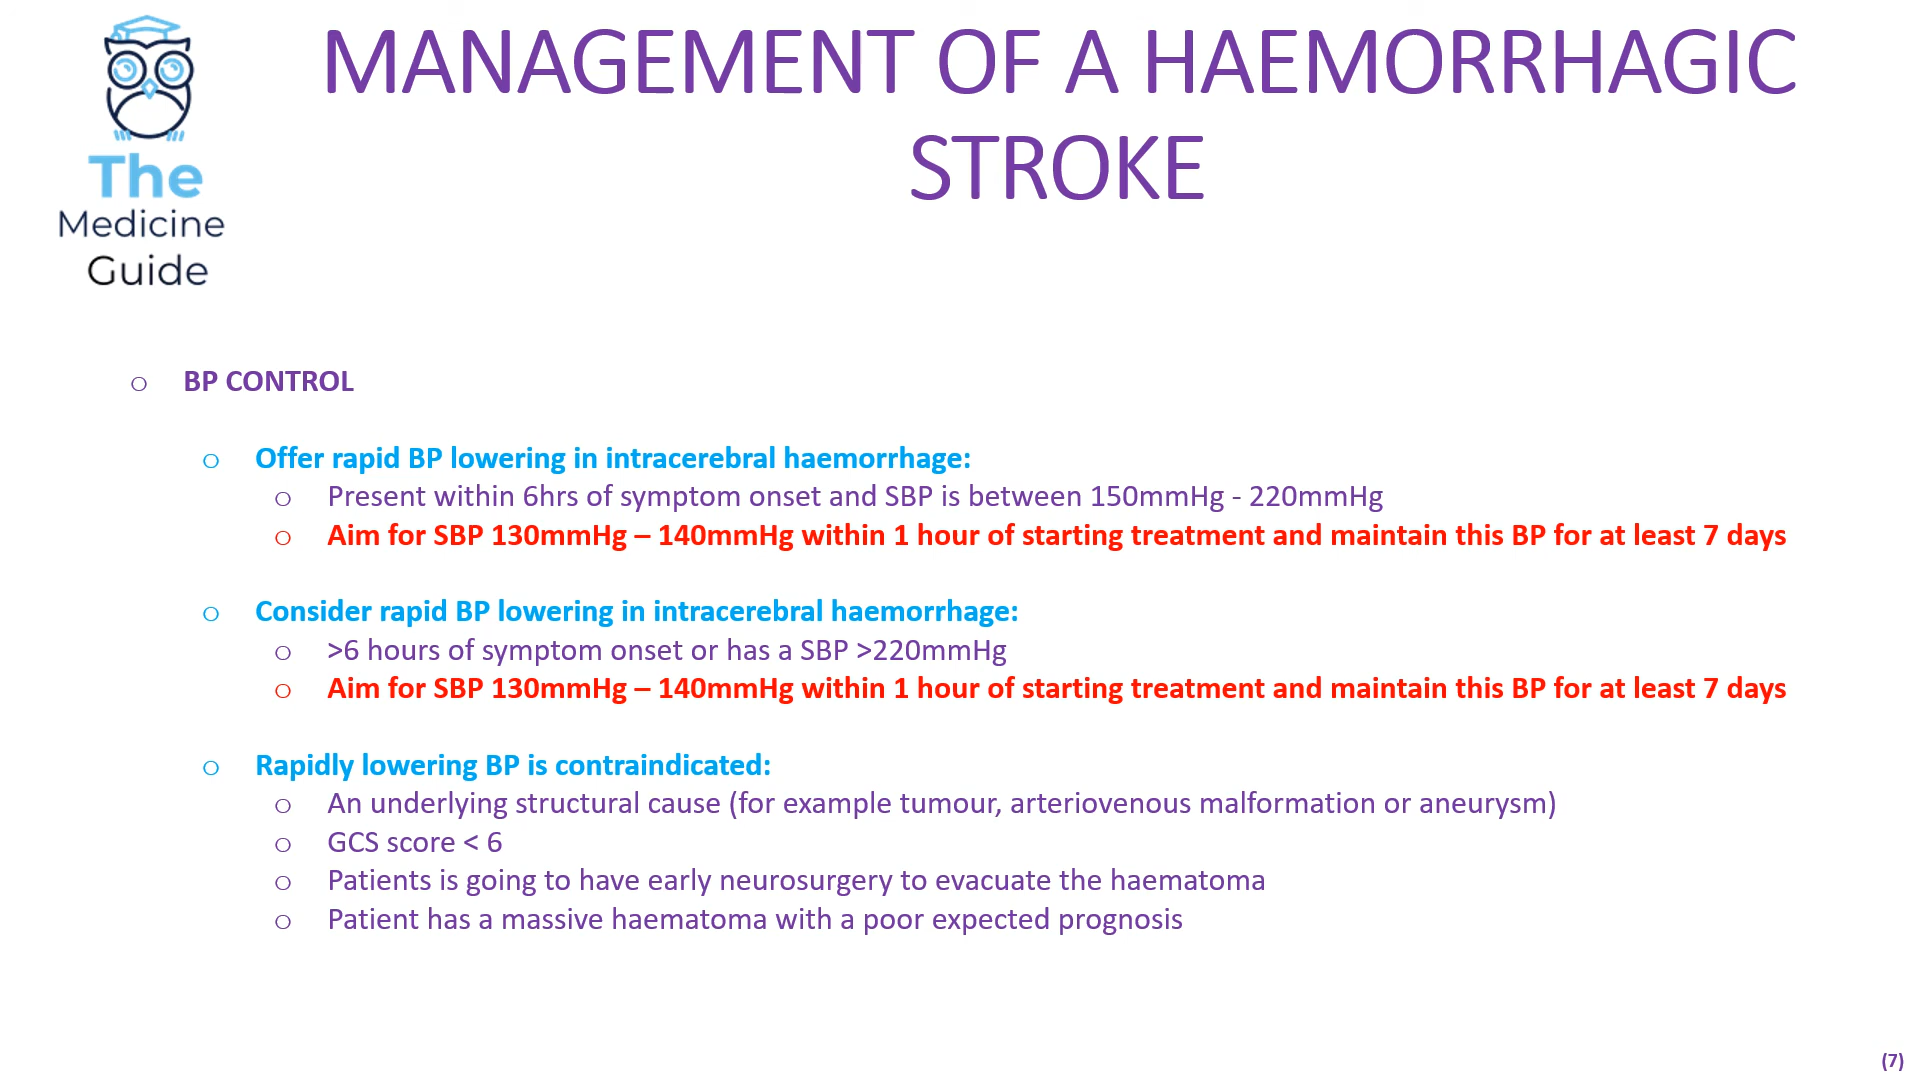 The
Medicine
Guide
MANAGEMENT OF A HAEMORRHAGIC
STROKE
o BP CONTROL
o Offer rapid BP lowering in intracerebral haemorrhage:
o Present within 6hrs of symptom onset and SBP is between 150mmHg - 220mmHg
o Aim for SBP 130mmHg – 140mmHg within 1 hour of starting treatment and maintain this BP for at least 7 days
o Consider rapid BP lowering in intracerebral haemorrhage:
o >6 hours of symptom onset or has a SBP >220mmHg
o Aim for SBP 130mmHg – 140mmHg within 1 hour of starting treatment and maintain this BP for at least 7 days
o Rapidly lowering BP is contraindicated:
o An underlying structural cause (for example tumour, arteriovenous malformation or aneurysm)
o GCS score < 6
o Patients is going to have early neurosurgery to evacuate the haematoma
o Patient has a massive haematoma with a poor expected prognosis
(7)